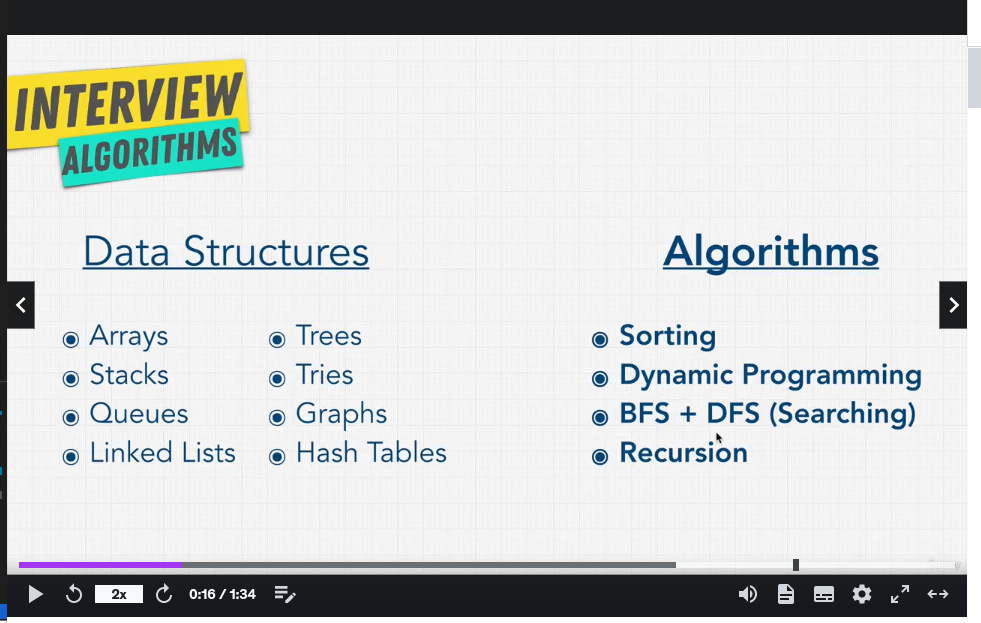 INTERVIEW
ALGORITHMS
Data Structures
Arrays
Stacks
Queues
Linked Lists
Trees
Tries
Graphs
Hash Tables
Algorithms
Sorting
Dynamic Programming
BFS + DFS (Searching)
Recursion
2x
0:16 / 1:34